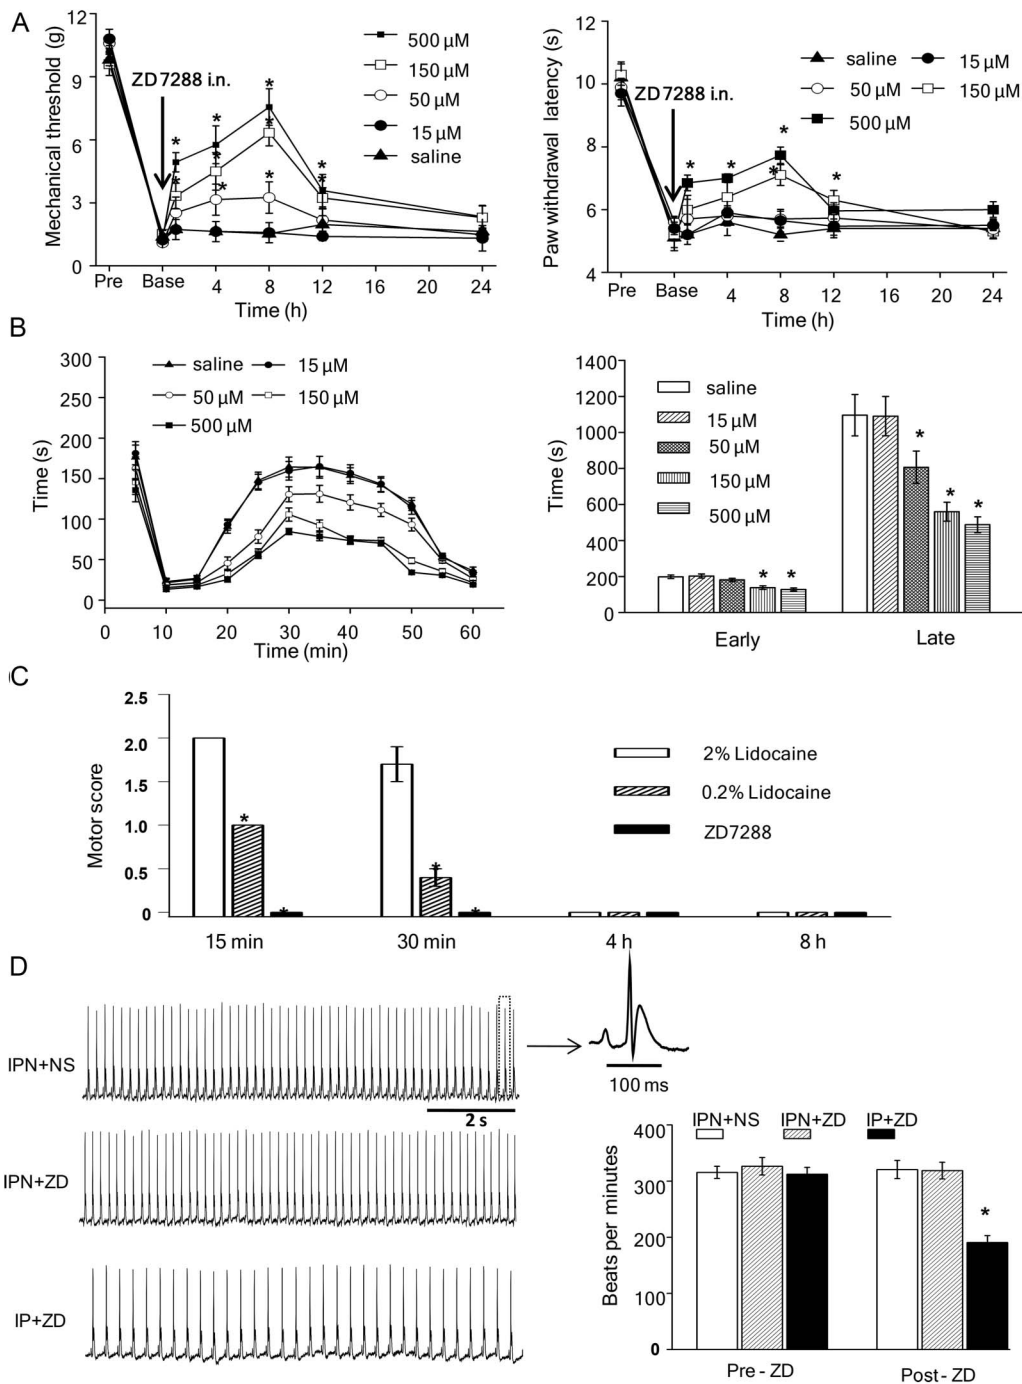 A
Mechanical threshold (g)
12
9
6
3
0
ZD 7288 i.n.
500 µM
150 µM
50 µM
15 µM
saline
* * * * * * * * * *
Pre Base 4 8 12 16 20 24
Time (h)
Paw withdrawal latency (s)
12
10
8
6
4
ZD 7288 i.n.
saline 15 µM
50 µM 150 µM
500 µM
* * * * *
Pre Base 4 8 12 16 20 24
Time (h)
B
Time (s)
300
250
200
150
100
50
0
saline 15 µM
50 µM 150 µM
500 µM
0 10 20 30 40 50 60
Time (min)
Time (s)
1400
1200
1000
800
600
400
200
0
saline
15 µM
50 µM
150 µM
500 µM
* * * * *
Early Late
C
Motor score
2.5
2.0
1.5
1.0
0.5
0
2% Lidocaine
0.2% Lidocaine
ZD7288
* * * *
15 min 30 min 4 h 8 h
D
IPN+NS
2 s
100 ms
IPN+ZD
IP+ZD
IPN+NS IPN+ZD IP+ZD
Beats per minutes
400
300
200
100
0
*
Pre - ZD Post - ZD